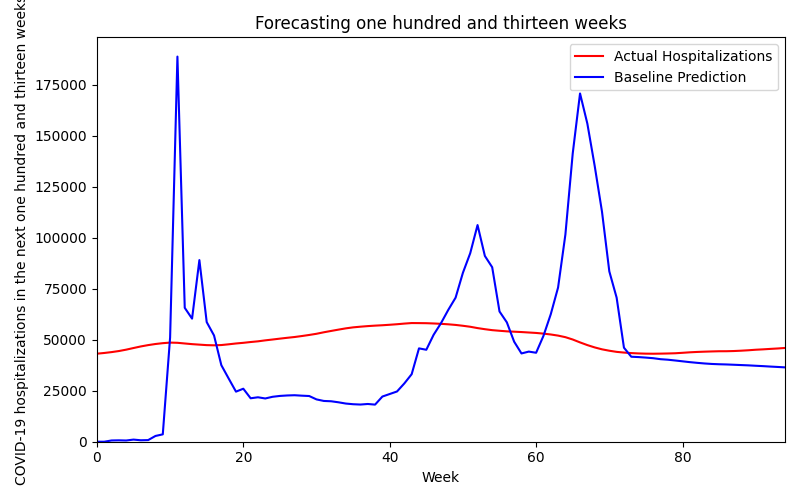 Forecasting one hundred and thirteen weeks
COVID-19 hospitalizations in the next one hundred and thirteen weeks
175000
150000
125000
100000
75000
50000
25000
0
0 20 40 60 80
Week
Actual Hospitalizations
Baseline Prediction